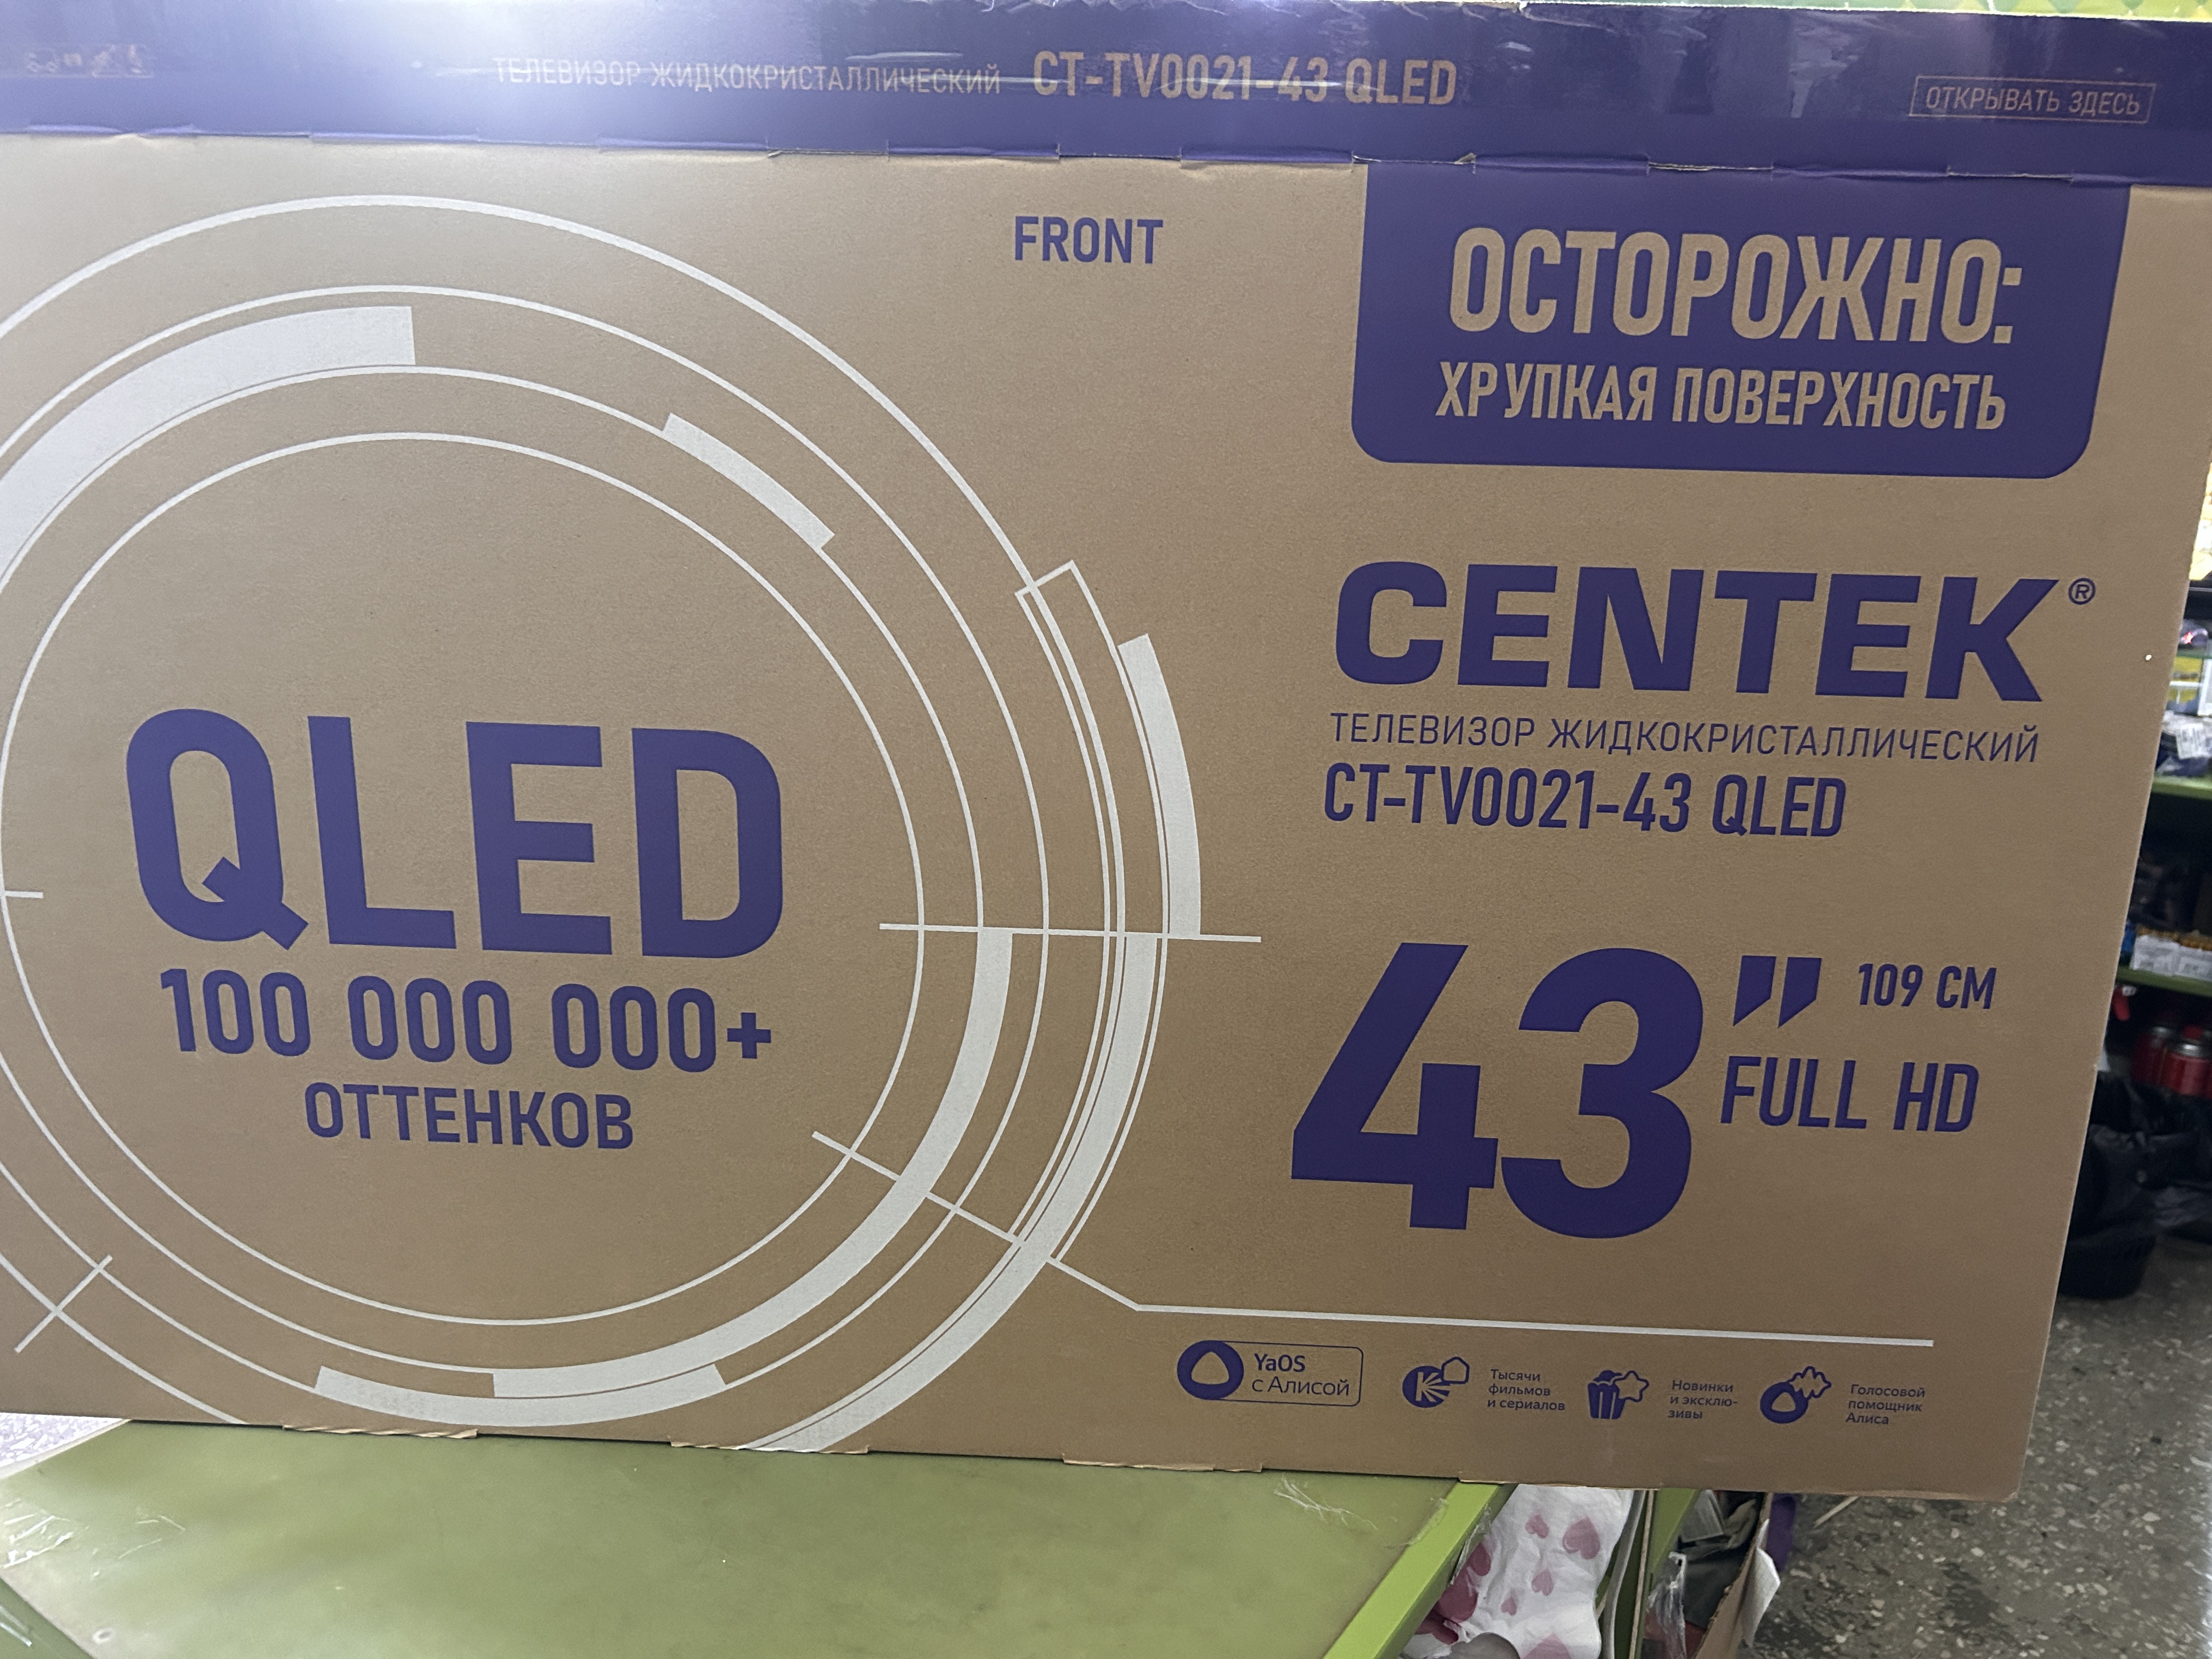 ТЕЛЕВИЗОР ЖИДКОКРИСТАЛЛИЧЕСКИЙ CT-TV0021-43 QLED
ОТКРЫВАТЬ ЗДЕСЬ
FRONT
ОСТОРОЖНО:
ХРУПКАЯ ПОВЕРХНОСТЬ
CENTEK®
ТЕЛЕВИЗОР ЖИДКОКРИСТАЛЛИЧЕСКИЙ
CT-TV0021-43 QLED
QLED
100 000 000+
ОТТЕНКОВ
43” 109 CM
FULL HD
YaOS
с Алисой
Тысячи
фильмов
и сериалов
Новинки
и эксклю-
зивы
Голосовой
помощник
Алиса